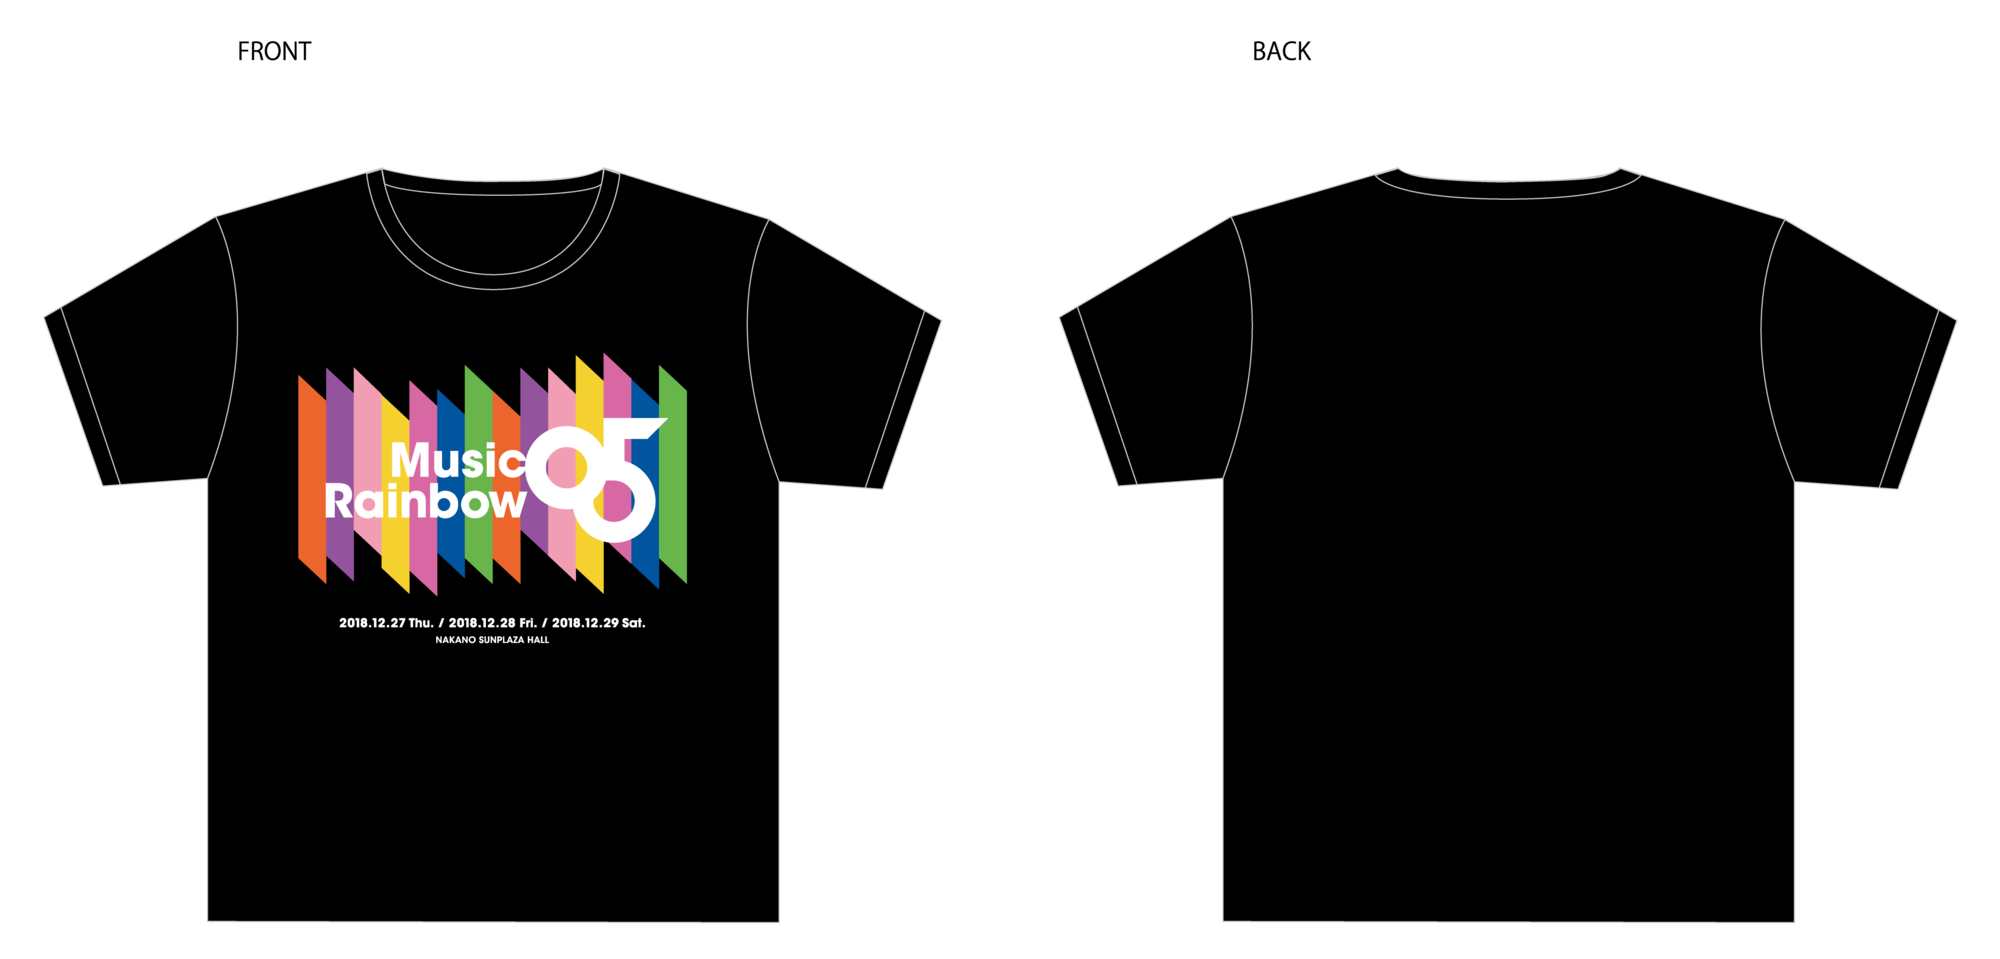 FRONT
BACK
Music
Rainbow 05
2018.12.27 Thu. / 2018.12.28 Fri. / 2018.12.29 Sat.
NAKANO SUNPLAZA HALL